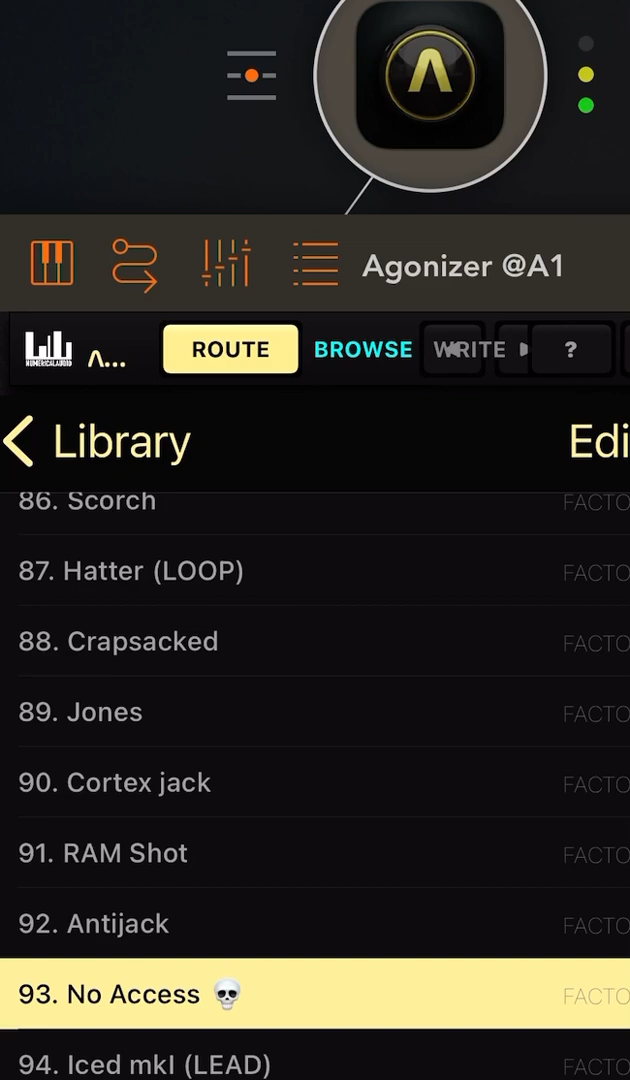 Agonizer @A1
NUMERICALAUDIO
Λ...
ROUTE
BROWSE
WRITE
?
Library
Edi
86. Scorch
FACTO
87. Hatter (LOOP)
FACTO
88. Crapsacked
FACTO
89. Jones
FACTO
90. Cortex jack
FACTO
91. RAM Shot
FACTO
92. Antijack
FACTO
93. No Access 💀
FACTO
94. Iced mkI (LEAD)
FACTO